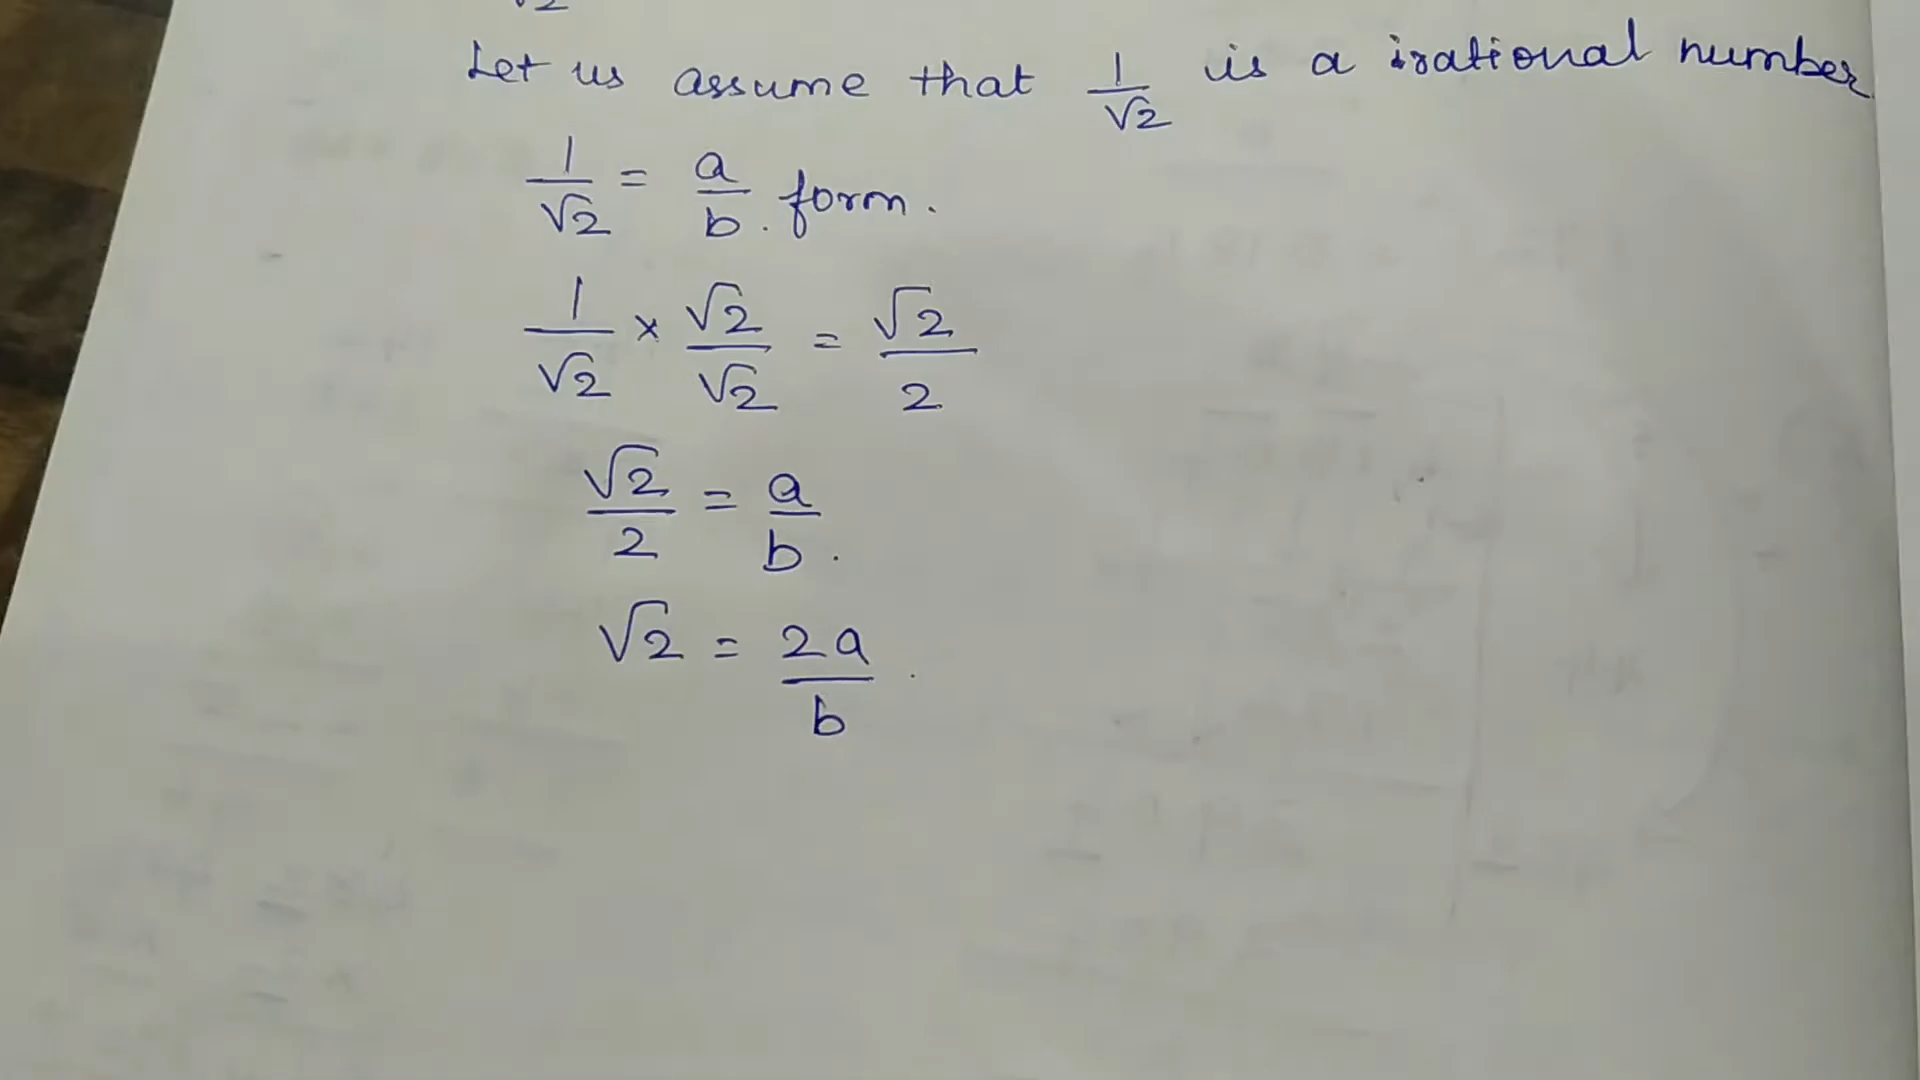 √2
Let us assume that 1/√2 is a irational number
1/√2 = a/b. form.
1/√2 × √2/√2 = √2/2
√2/2 = a/b.
√2 = 2a/b.